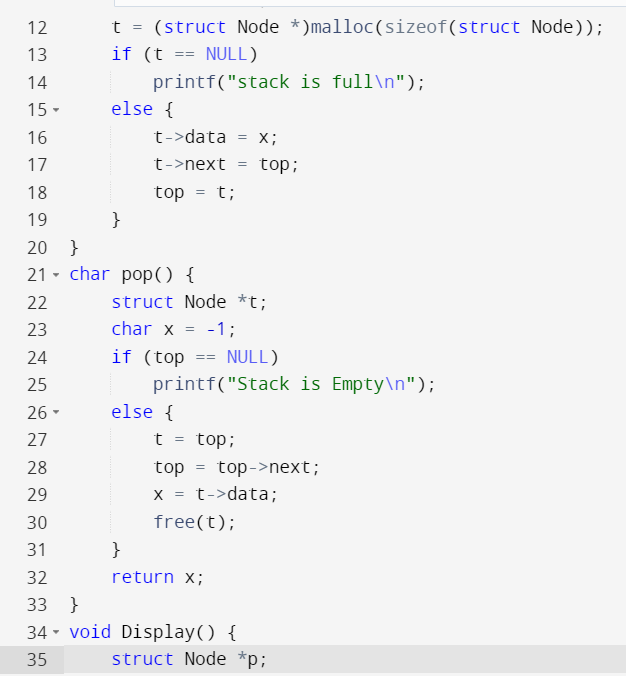 12 t = (struct Node *)malloc(sizeof(struct Node));
13 if (t == NULL)
14 printf("stack is full\n");
15 else {
16 t->data = x;
17 t->next = top;
18 top = t;
19 }
20 }
21 char pop() {
22 struct Node *t;
23 char x = -1;
24 if (top == NULL)
25 printf("Stack is Empty\n");
26 else {
27 t = top;
28 top = top->next;
29 x = t->data;
30 free(t);
31 }
32 return x;
33 }
34 void Display() {
35 struct Node *p;